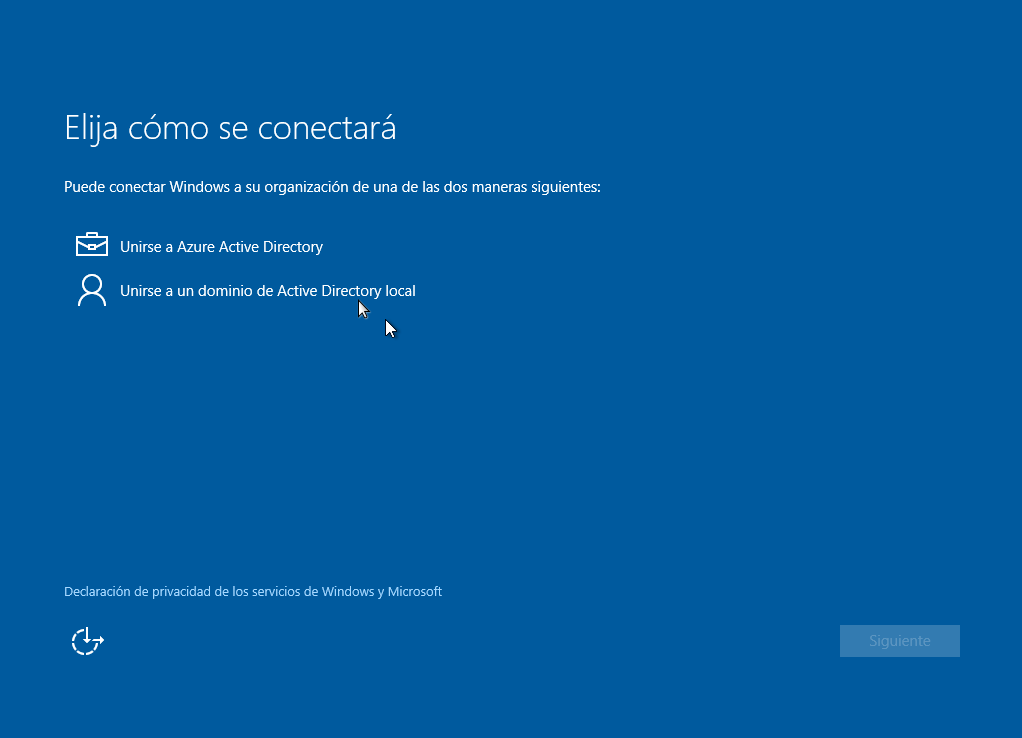 Elija cómo se conectará
Puede conectar Windows a su organización de una de las dos maneras siguientes:
Unirse a Azure Active Directory
Unirse a un dominio de Active Directory local
Declaración de privacidad de los servicios de Windows y Microsoft
Siguiente